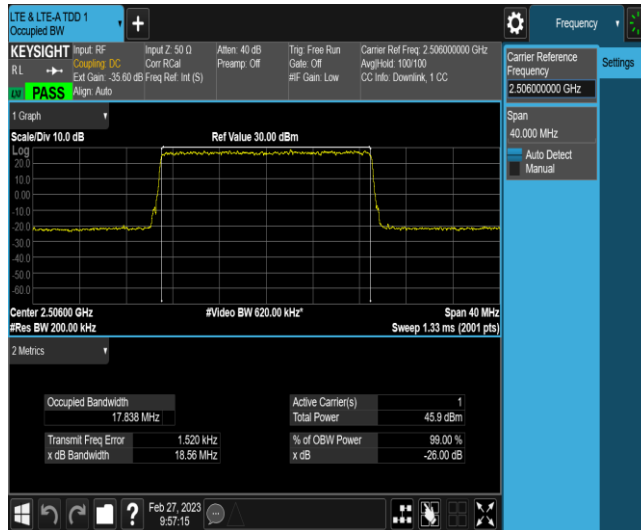 LTE & LTE-A TDD 1
Occupied BW
Frequency
KEYSIGHT
RL
LXI PASS
Input: RF
Coupling: DC
Ext Gain: -35.60 dB
Align: Auto
Input Z: 50 Ω
Corr RCal
Freq Ref: Int (S)
Atten: 40 dB
Preamp: Off
Trig: Free Run
Gate: Off
#IF Gain: Low
Carrier Ref Freq: 2.506000000 GHz
Avg|Hold: 100/100
CC Info: Downlink, 1 CC
Carrier Reference
Frequency
2.506000000 GHz
Span
40.000 MHz
Auto Detect
Manual
Settings
1 Graph
Scale/Div 10.0 dB
Ref Value 30.00 dBm
Log
20.0
10.0
0.00
-10.0
-20.0
-30.0
-40.0
-50.0
-60.0
Center 2.50600 GHz
#Video BW 620.00 kHz*
Span 40 MHz
#Res BW 200.00 kHz
Sweep 1.33 ms (2001 pts)
2 Metrics
Occupied Bandwidth
17.838 MHz
Transmit Freq Error 1.520 kHz
x dB Bandwidth 18.56 MHz
Active Carrier(s) 1
Total Power 45.9 dBm
% of OBW Power 99.00 %
x dB -26.00 dB
?
Feb 27, 2023
9:57:15